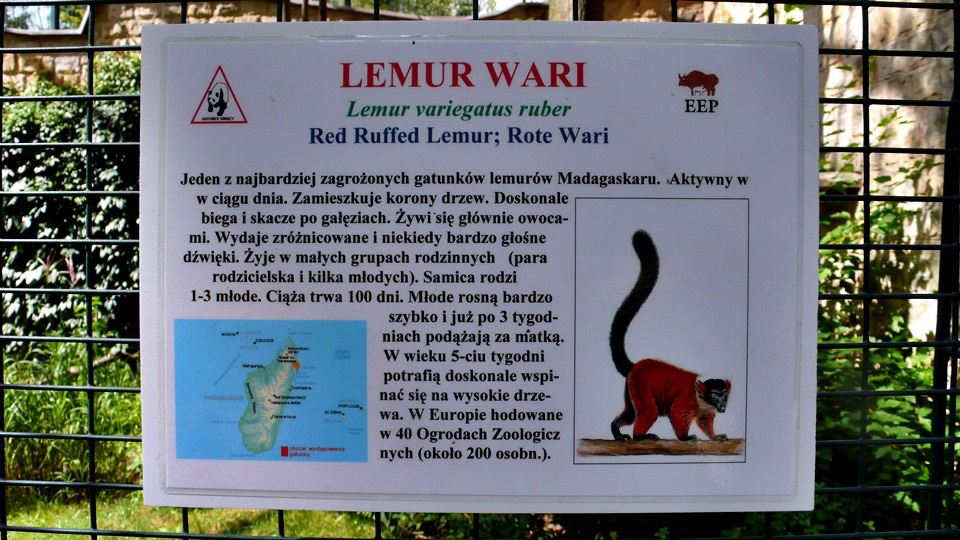 LEMUR WARI
Lemur variegatus ruber
Red Ruffed Lemur; Rote Wari
EEP
Jeden z najbardziej zagrożonych gatunków lemurów Madagaskaru. Aktywny w
w ciągu dnia. Zamieszkuje korony drzew. Doskonale
biega i skacze po gałęziach. Żywi się głównie owoca-
mi. Wydaje zróżnicowane i niekiedy bardzo głośne
dźwięki. Żyje w małych grupach rodzinnych (para
rodzicielska i kilka młodych). Samica rodzi
1-3 młode. Ciąża trwa 100 dni. Młode rosną bardzo
szybko i już po 3 tygod-
niach podążają za matką.
W wieku 5-ciu tygodni
potrafią doskonale wspi-
nać się na wysokie drze-
wa. W Europie hodowane
w 40 Ogrodach Zoologicz
nych (około 200 osobn.).
obszar występowania
gatunku